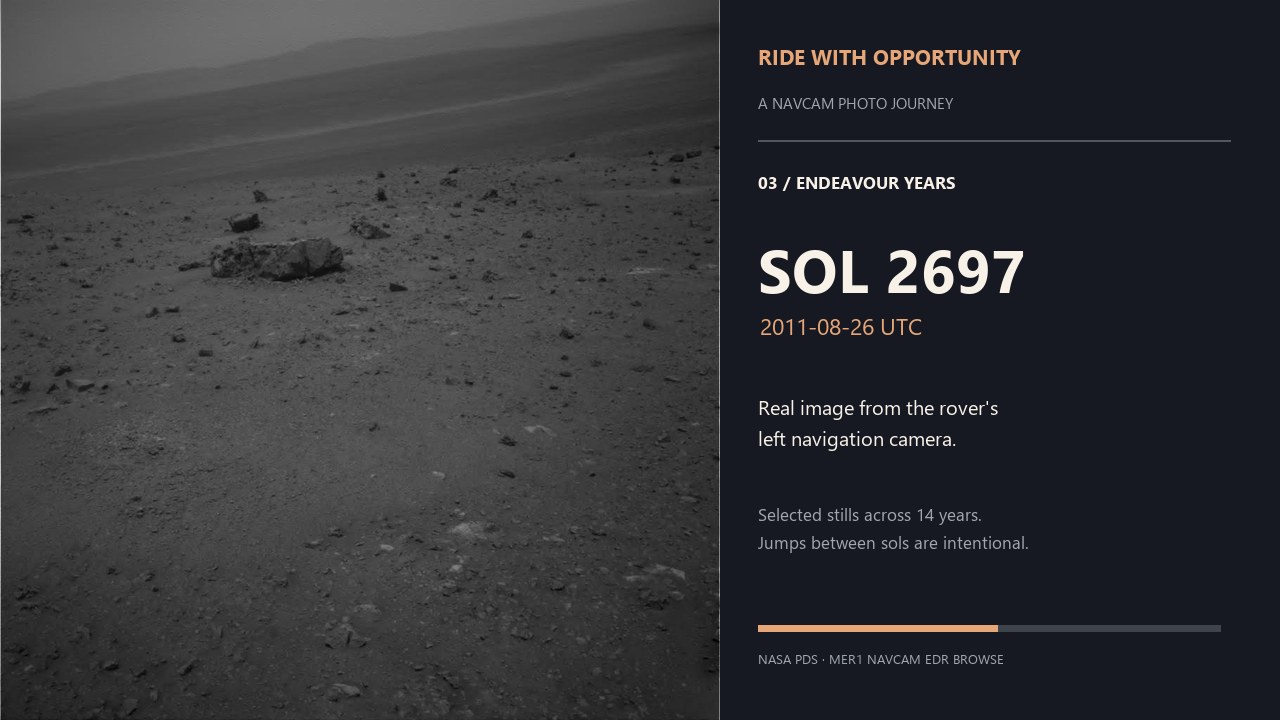 RIDE WITH OPPORTUNITY
A NAVCAM PHOTO JOURNEY
03 / ENDEAVOUR YEARS
SOL 2697
2011-08-26 UTC
Real image from the rover's
left navigation camera.
Selected stills across 14 years.
Jumps between sols are intentional.
NASA PDS · MER1 NAVCAM EDR BROWSE